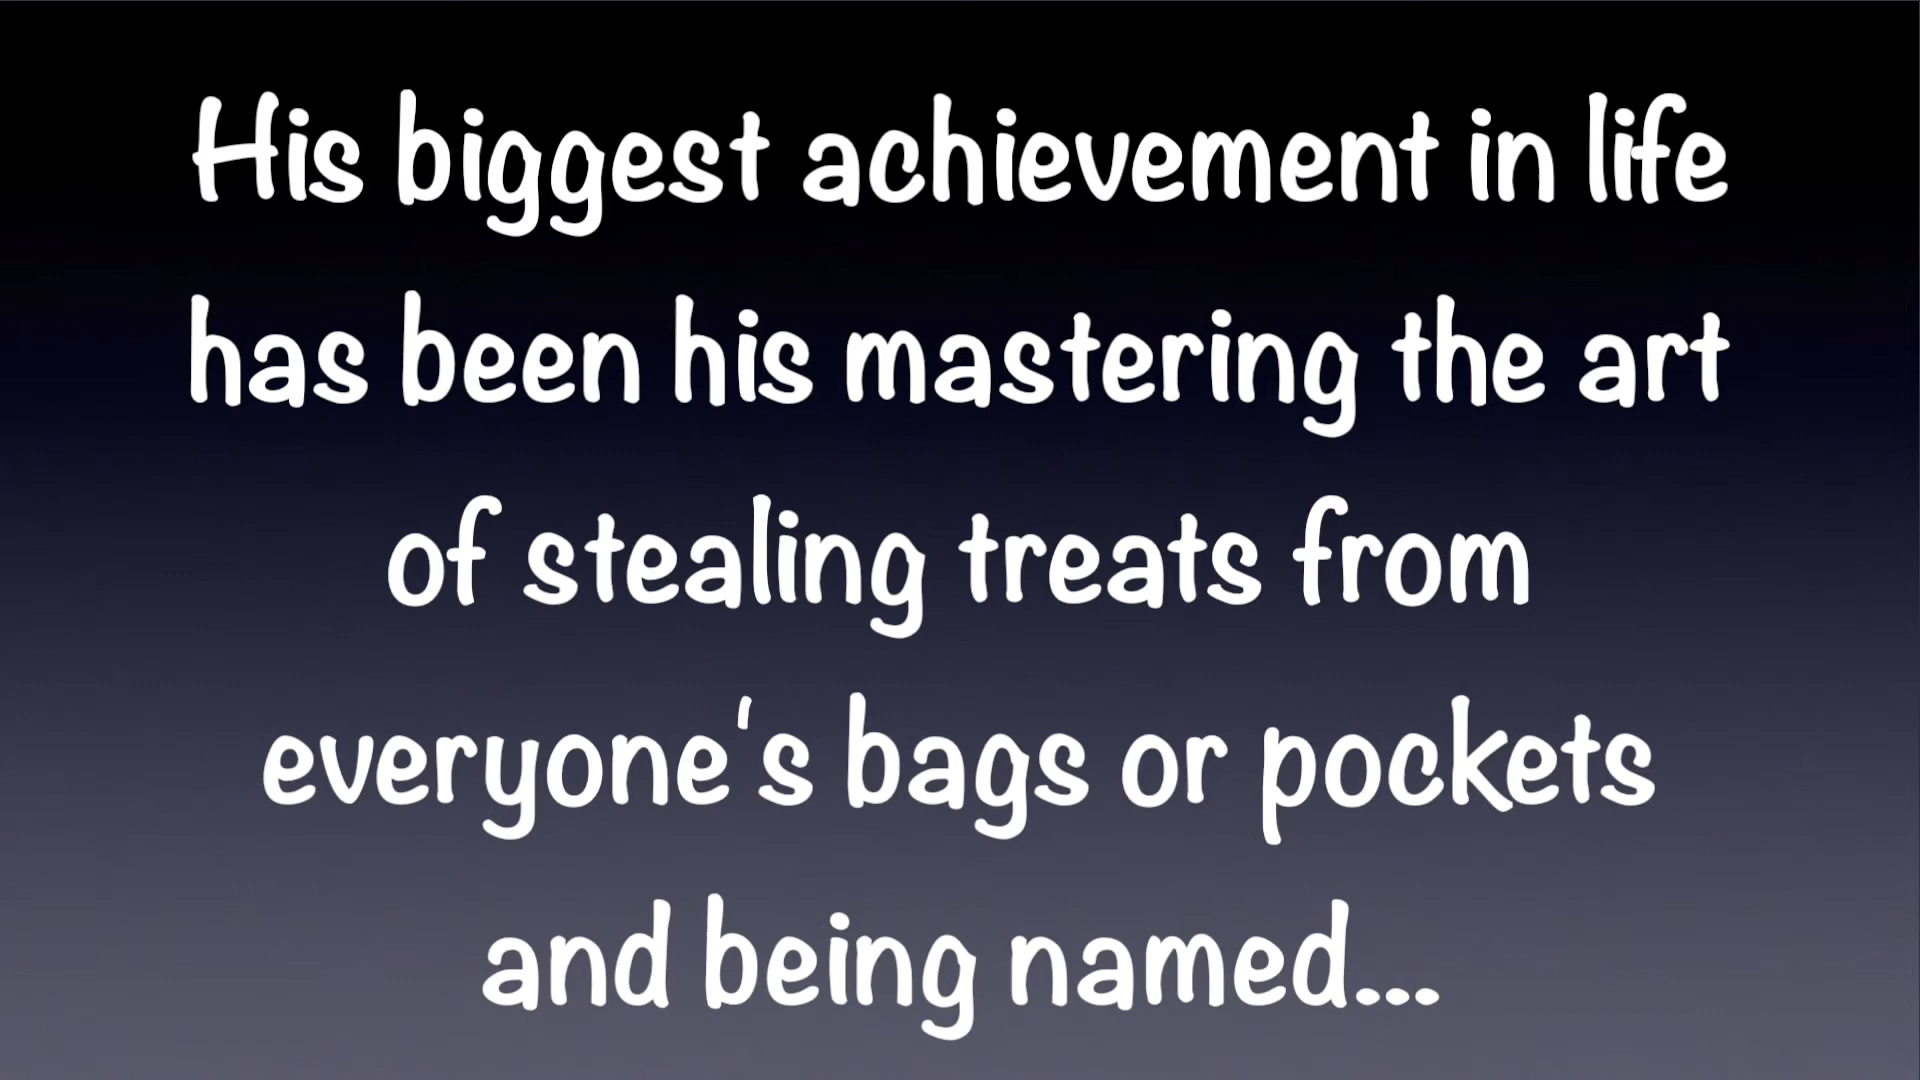 His biggest achievement in life
has been his mastering the art
of stealing treats from
everyone's bags or pockets
and being named...